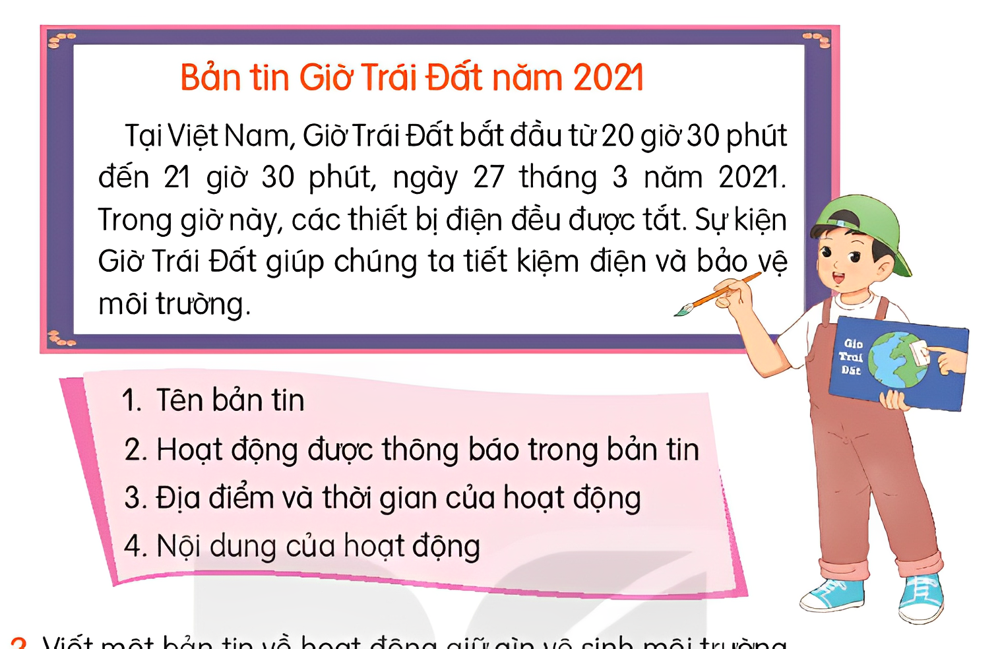 Bản tin Giờ Trái Đất năm 2021
Tại Việt Nam, Giờ Trái Đất bắt đầu từ 20 giờ 30 phút
đến 21 giờ 30 phút, ngày 27 tháng 3 năm 2021.
Trong giờ này, các thiết bị điện đều được tắt. Sự kiện
Giờ Trái Đất giúp chúng ta tiết kiệm điện và bảo vệ
môi trường.
Gio
Trai
Đất
1. Tên bản tin
2. Hoạt động được thông báo trong bản tin
3. Địa điểm và thời gian của hoạt động
4. Nội dung của hoạt động
Viết một bản tin về hoạt động giữ gìn vệ sinh môi trường